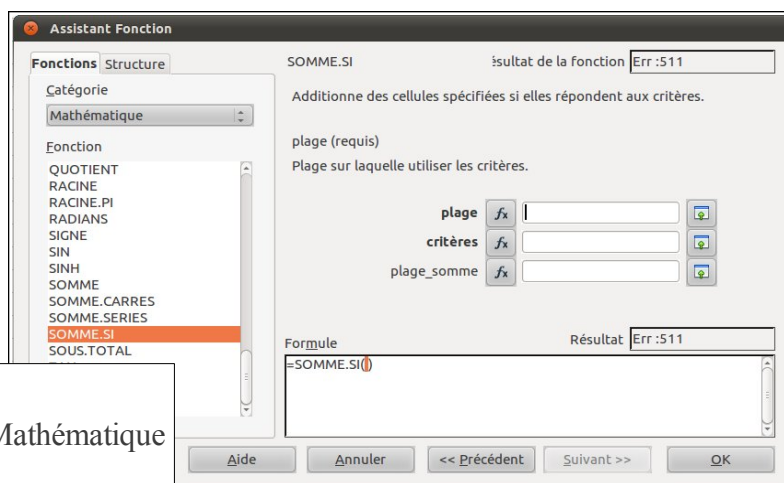 Assistant Fonction
Fonctions Structure
Catégorie
Mathématique
Fonction
QUOTIENT
RACINE
RACINE.PI
RADIANS
SIGNE
SIN
SINH
SOMME
SOMME.CARRES
SOMME.SERIES
SOMME.SI
SOUS.TOTAL
SOMME.SI
ésultat de la fonction Err :511
Additionne des cellules spécifiées si elles répondent aux critères.
plage (requis)
Plage sur laquelle utiliser les critères.
plage fx
critères fx
plage_somme fx
Formule
Résultat Err :511
=SOMME.SI()
Mathématique
Aide
Annuler
<< Précédent
Suivant >>
OK